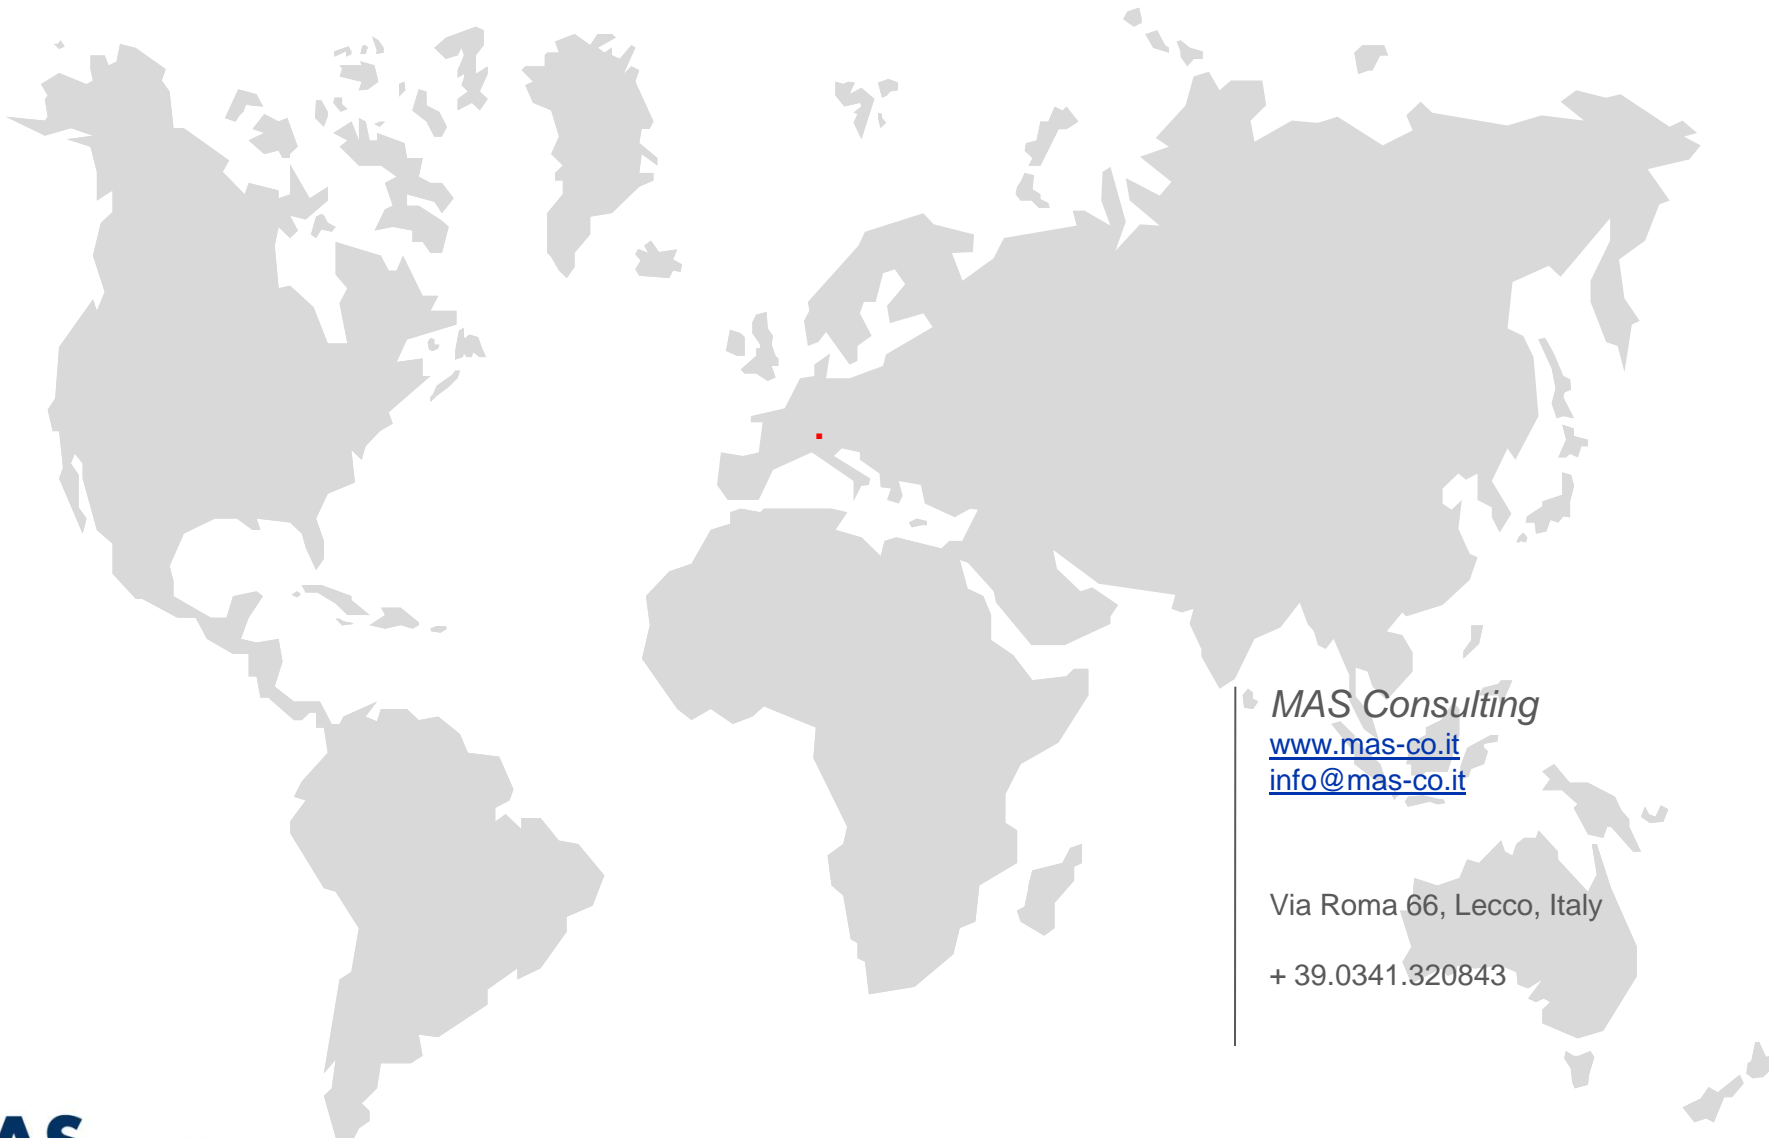 MAS Consulting
www.mas-co.it
info@mas-co.it
Via Roma 66, Lecco, Italy
+ 39.0341.320843